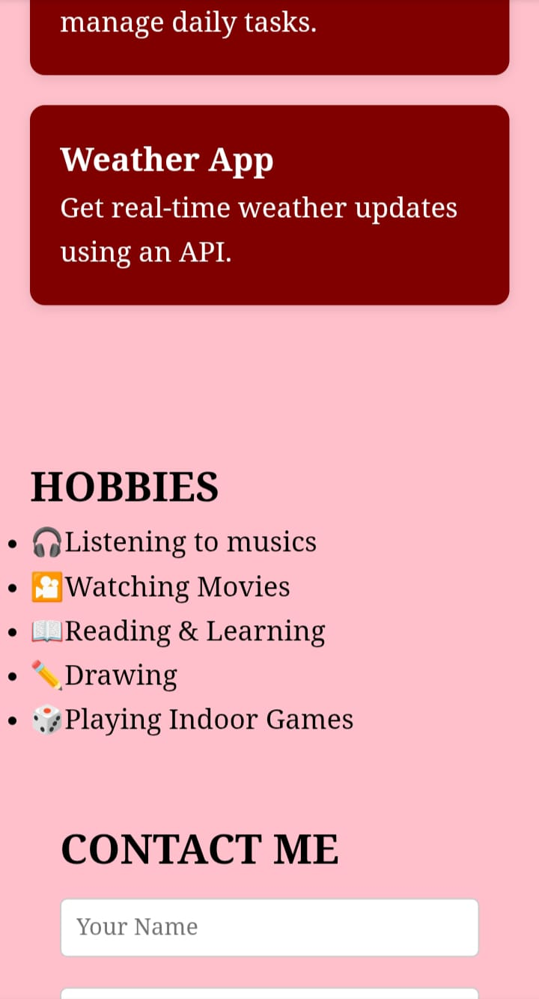 manage daily tasks.
Weather App
Get real-time weather updates
using an API.
HOBBIES
• 🎧Listening to musics
• 🎦Watching Movies
• 📖Reading & Learning
• ✏️Drawing
• 🎲Playing Indoor Games
CONTACT ME
Your Name